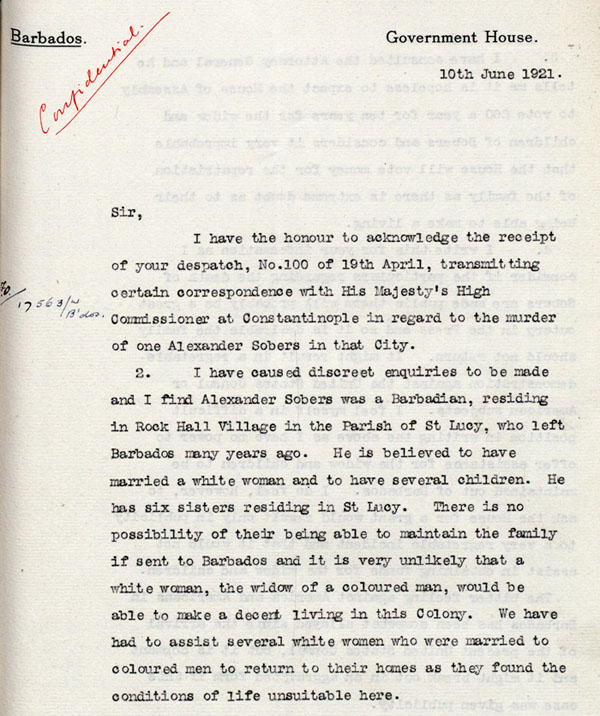 Barbados.
Government House.
Confidential.
10th June 1921.
Sir,
I have the honour to acknowledge the receipt
of your despatch, No.100 of 19th April, transmitting
certain correspondence with His Majesty's High
Commissioner at Constantinople in regard to the murder
of one Alexander Sobers in that City.
17563/
B'dos.
2. I have caused discreet enquiries to be made
and I find Alexander Sobers was a Barbadian, residing
in Rock Hall Village in the Parish of St Lucy, who left
Barbados many years ago. He is believed to have
married a white woman and to have several children. He
has six sisters residing in St Lucy. There is no
possibility of their being able to maintain the family
if sent to Barbados and it is very unlikely that a
white woman, the widow of a coloured man, would be
able to make a decent living in this Colony. We have
had to assist several white women who were married to
coloured men to return to their homes as they found the
conditions of life unsuitable here.